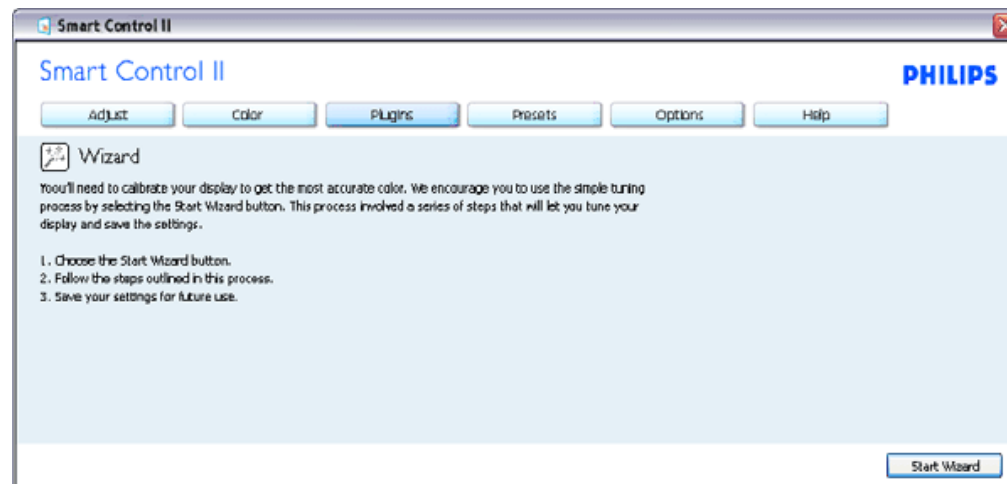 Smart Control II
Smart Control II
PHILIPS
Adjust Color Plugins Presets Options Help
Wizard
Yoou'll need to calibrate your display to get the most accurate color. We encourage you to use the simple tuning
process by selecting the Start Wizard button. This process involved a series of steps that will let you tune your
display and save the settings.
1. Choose the Start Wizard button.
2. Follow the steps outlined in this process.
3. Save your settings for future use.
Start Wizard